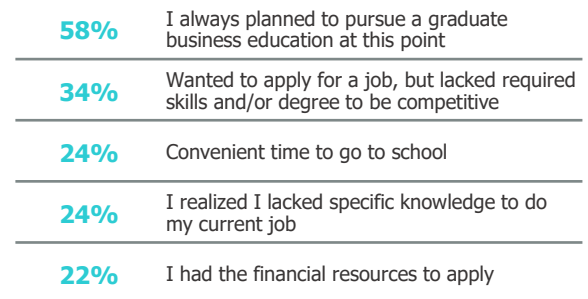 58%
I always planned to pursue a graduate
business education at this point
34%
Wanted to apply for a job, but lacked required
skills and/or degree to be competitive
24%
Convenient time to go to school
24%
I realized I lacked specific knowledge to do
my current job
22%
I had the financial resources to apply